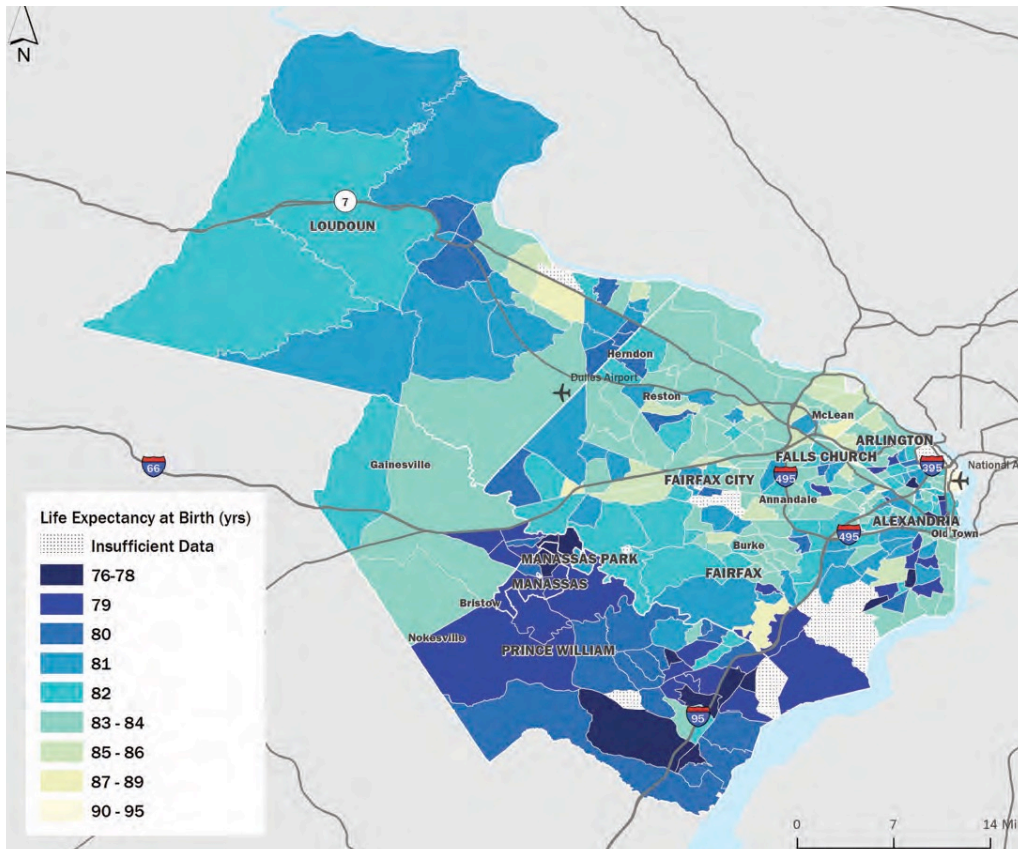 N
7
LOUDOUN
Herndon
Dulles Airport
Reston
McLean
ARLINGTON
FALLS CHURCH
395
National A
66
Gainesville
FAIRFAX CITY
495
Annandale
ALEXANDRIA
Old Town
495
Burke
MANASSAS PARK
FAIRFAX
MANASSAS
Bristow
Nokesville
PRINCE WILLIAM
95
Life Expectancy at Birth (yrs)
Insufficient Data
76-78
79
80
81
82
83 - 84
85 - 86
87 - 89
90 - 95
0 7 14 Mi